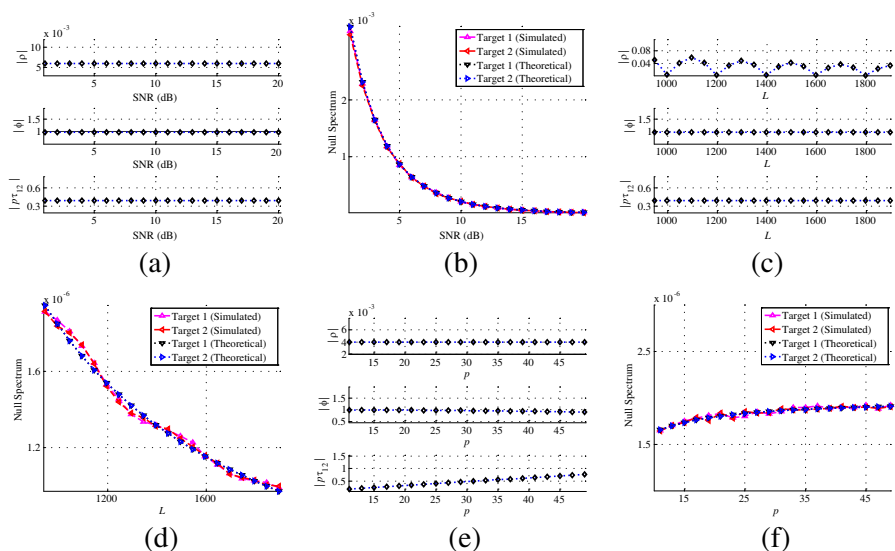 x 10⁻³
|ρ|
10
5
5 10 15 20
SNR (dB)
|ϕ|
1.5
1
5 10 15 20
SNR (dB)
|pτ₁₂|
0.6
0.3
5 10 15 20
SNR (dB)
(a)
x 10⁻³
Null Spectrum
2
1
5 10 15
SNR (dB)
Target 1 (Simulated)
Target 2 (Simulated)
Target 1 (Theoretical)
Target 2 (Theoretical)
(b)
|ρ|
0.08
0.04
1000 1200 1400 1600 1800
L
|ϕ|
1.5
1
1000 1200 1400 1600 1800
L
|pτ₁₂|
0.6
0.3
1000 1200 1400 1600 1800
L
(c)
x 10⁻⁶
Null Spectrum
1.6
1.2
1200 1600
L
Target 1 (Simulated)
Target 2 (Simulated)
Target 1 (Theoretical)
Target 2 (Theoretical)
(d)
x 10⁻³
|ρ|
6
4
2
15 20 25 30 35 40 45
p
|ϕ|
1.5
1
0.5
15 20 25 30 35 40 45
p
|pτ₁₂|
1.5
1
0.5
15 20 25 30 35 40 45
p
(e)
x 10⁻⁶
Null Spectrum
2.5
1.5
15 25 35 45
p
Target 1 (Simulated)
Target 2 (Simulated)
Target 1 (Theoretical)
Target 2 (Theoretical)
(f)